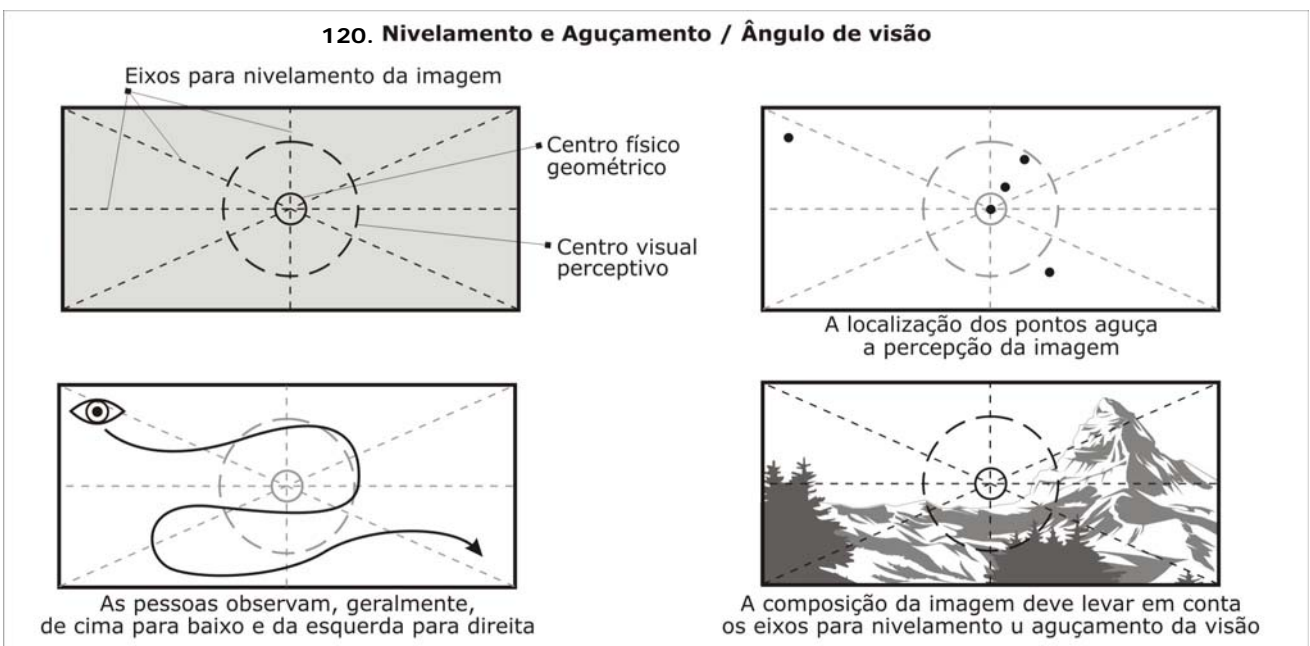 120. Nivelamento e Aguçamento / Ângulo de visão
Eixos para nivelamento da imagem
Centro físico
geométrico
Centro visual
perceptivo
A localização dos pontos aguça
a percepção da imagem
As pessoas observam, geralmente,
de cima para baixo e da esquerda para direita
A composição da imagem deve levar em conta
os eixos para nivelamento u aguçamento da visão